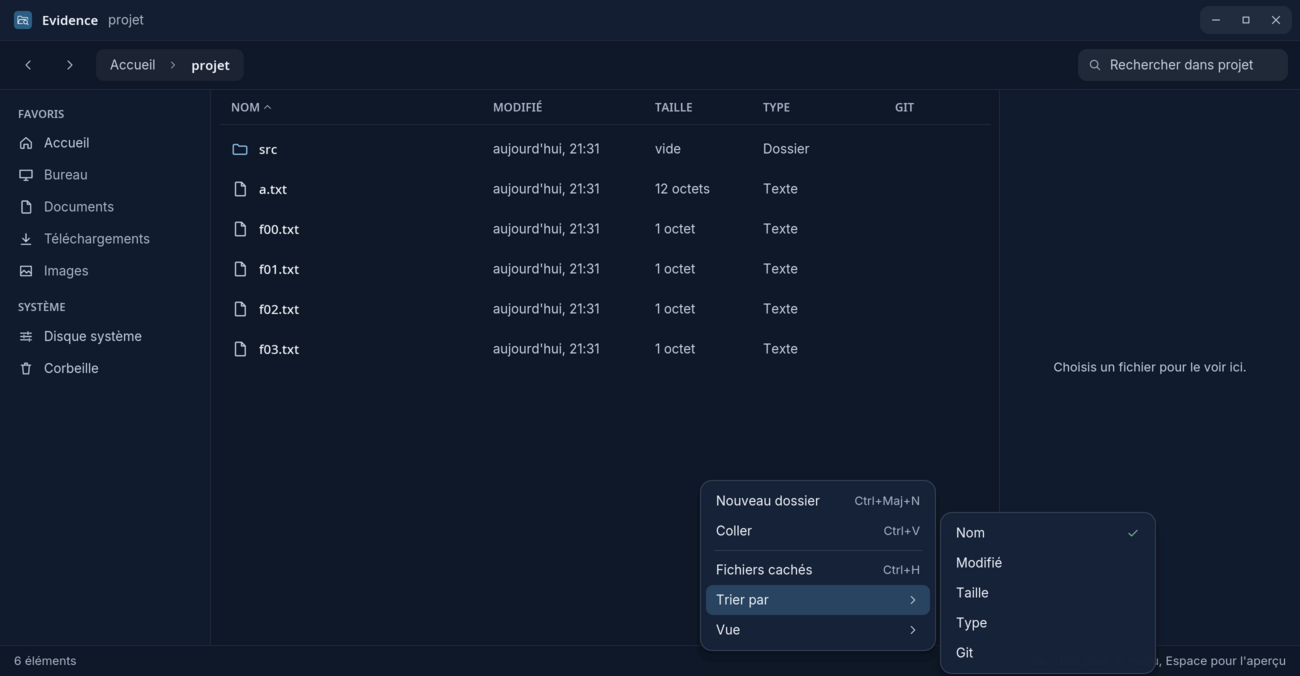 Evidence projet
Accueil projet
Rechercher dans projet
FAVORIS
Accueil
Bureau
Documents
Téléchargements
Images
SYSTÈME
Disque système
Corbeille
NOM MODIFIÉ TAILLE TYPE GIT
src aujourd'hui, 21:31 vide Dossier
a.txt aujourd'hui, 21:31 12 octets Texte
f00.txt aujourd'hui, 21:31 1 octet Texte
f01.txt aujourd'hui, 21:31 1 octet Texte
f02.txt aujourd'hui, 21:31 1 octet Texte
f03.txt aujourd'hui, 21:31 1 octet Texte
Choisis un fichier pour le voir ici.
Nouveau dossier Ctrl+Maj+N
Coller Ctrl+V
Fichiers cachés Ctrl+H
Trier par
Vue
Nom
Modifié
Taille
Type
Git
6 éléments
, Espace pour l'aperçu